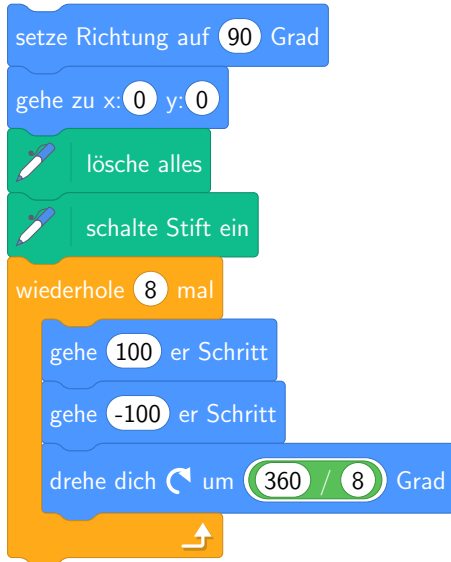 setze Richtung auf 90 Grad
gehe zu x: 0 y: 0
lösche alles
schalte Stift ein
wiederhole 8 mal
gehe 100 er Schritt
gehe -100 er Schritt
drehe dich um 360 / 8 Grad